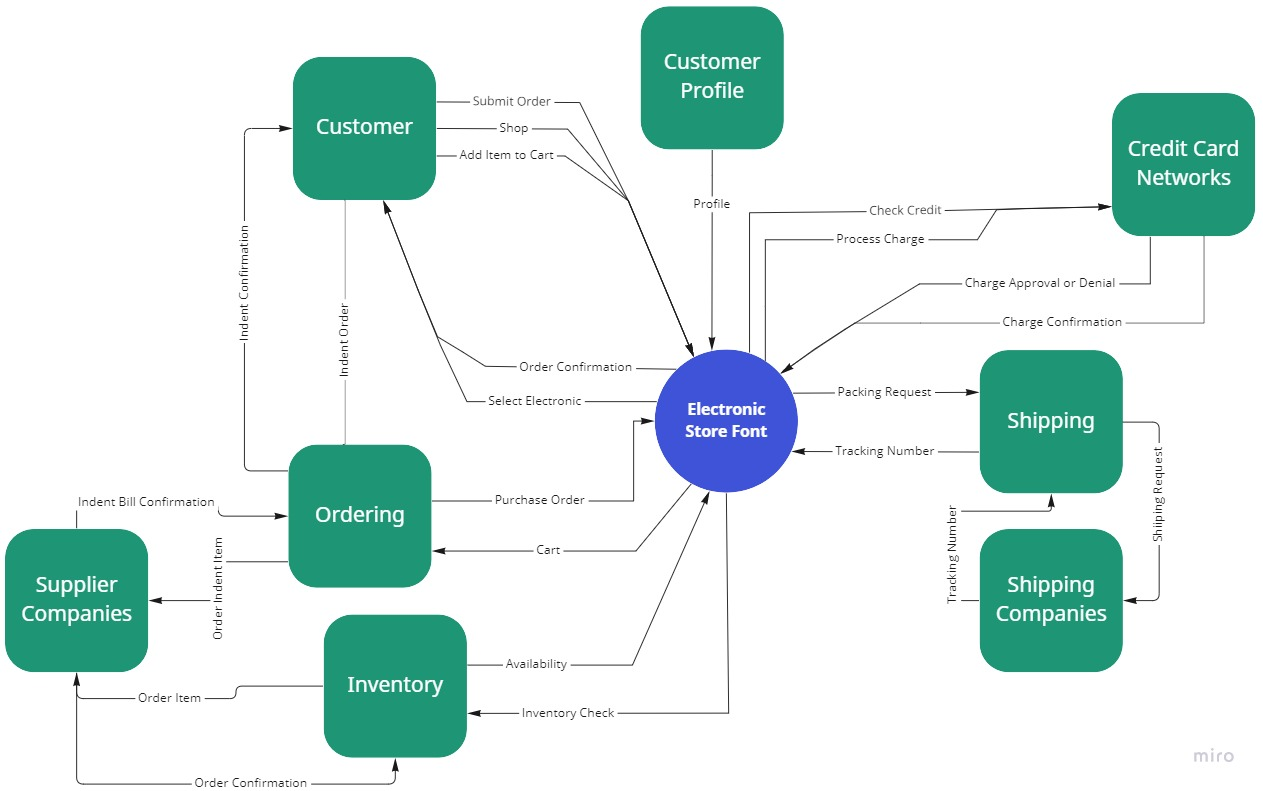 Customer
Profile
Customer
Submit Order
Shop
Add Item to Cart
Credit Card
Networks
Profile
Check Credit
Process Charge
Indent Confirmation
Charge Approval or Denial
Indent Order
Charge Confirmation
Order Confirmation
Select Electronic
Electronic
Store Font
Packing Request
Shipping
Tracking Number
Shiiping Request
Purchase Order
Indent Bill Confirmation
Ordering
Cart
Tracking Number
Order Indent Item
Supplier
Companies
Shipping
Companies
Availability
Inventory
Order Item
Inventory Check
Order Confirmation
miro